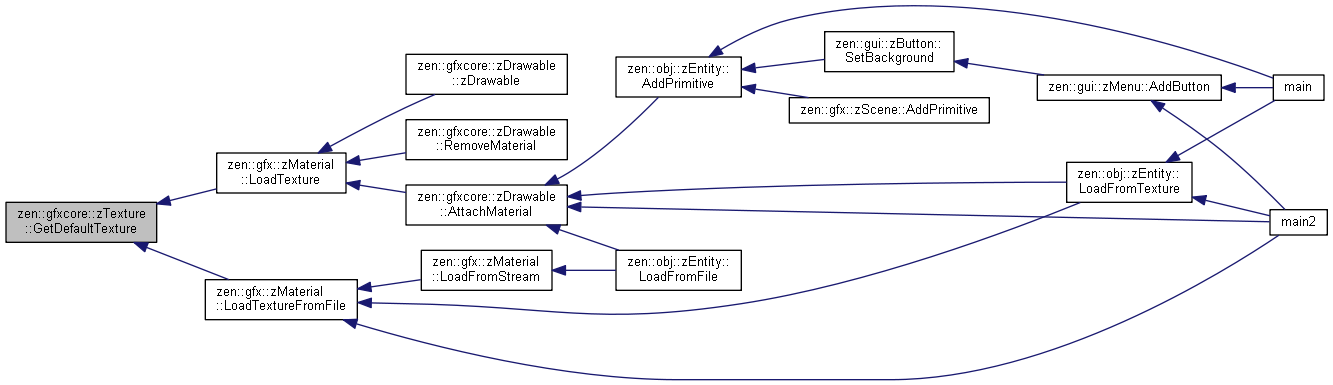 zen::gfxcore::zTexture
::GetDefaultTexture
zen::gfx::zMaterial
::LoadTexture
zen::gfx::zMaterial
::LoadTextureFromFile
zen::gfxcore::zDrawable
::zDrawable
zen::gfxcore::zDrawable
::RemoveMaterial
zen::gfxcore::zDrawable
::AttachMaterial
zen::gfx::zMaterial
::LoadFromStream
zen::obj::zEntity::
AddPrimitive
zen::obj::zEntity::
LoadFromFile
zen::gui::zButton::
SetBackground
zen::gfx::zScene::AddPrimitive
zen::gui::zMenu::AddButton
zen::obj::zEntity::
LoadFromTexture
main
main2